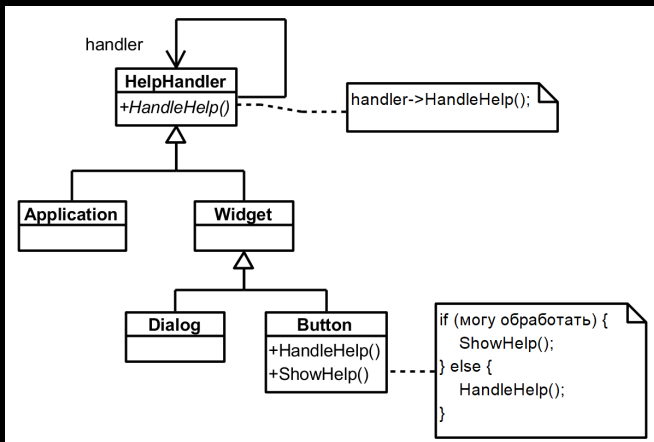 handler
HelpHandler
+HandleHelp()
handler->HandleHelp();
Application
Widget
Dialog
Button
+HandleHelp()
+ShowHelp()
if (могу обработать) {
ShowHelp();
} else {
HandleHelp();
}